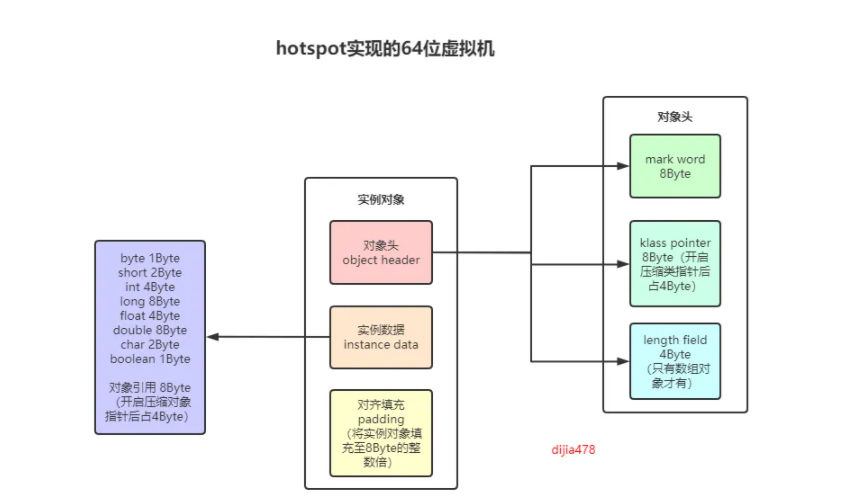 hotspot实现的64位虚拟机
对象头
mark word
8Byte
klass pointer
8Byte（开启
压缩类指针后
占4Byte）
length field
4Byte
（只有数组对
象才有）
实例对象
对象头
object header
实例数据
instance data
对齐填充
padding
（将实例对象填
充至8Byte的整
数倍）
byte 1Byte
short 2Byte
int 4Byte
long 8Byte
float 4Byte
double 8Byte
char 2Byte
boolean 1Byte
对象引用 8Byte
（开启压缩对象
指针后占4Byte）
dijia478